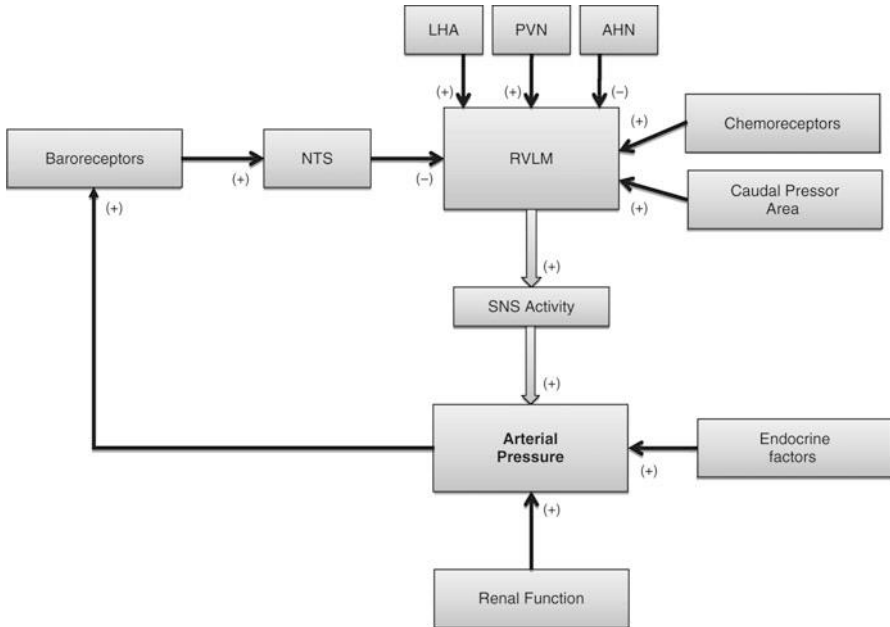 LHA
PVN
AHN
(+)
(+)
(−)
Baroreceptors
NTS
RVLM
Chemoreceptors
(+)
(+)
(−)
Caudal Pressor
Area
(+)
(+)
(+)
SNS Activity
(+)
Arterial
Pressure
Endocrine
factors
(+)
(+)
Renal Function